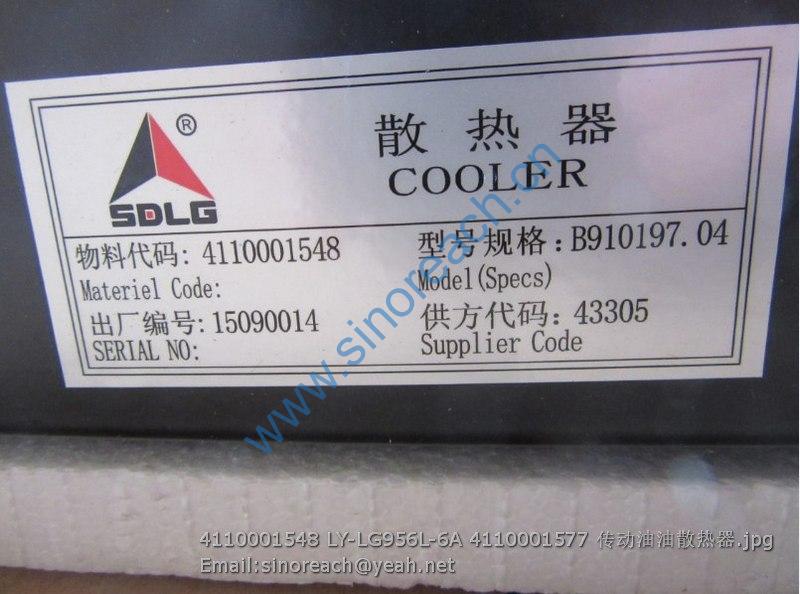 ®
SDLG
散热器
COOLER
物料代码: 4110001548
Materiel Code:
型号规格: B910197.04
Model(Specs)
出厂编号: 15090014
SERIAL NO:
供方代码: 43305
Supplier Code
www.sinoreach.cn
4110001548 LY-LG956L-6A 4110001577 传动油油散热器.jpg
Email:sinoreach@yeah.net